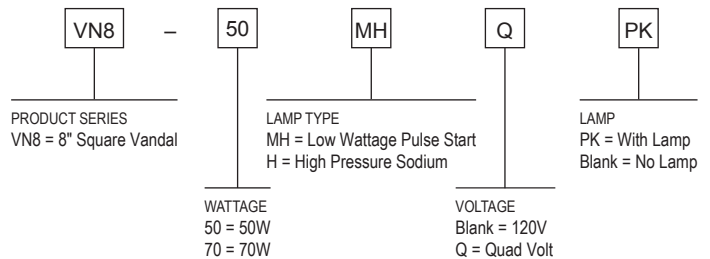 VN8 – 50 MH Q PK
PRODUCT SERIES
VN8 = 8" Square Vandal
WATTAGE
50 = 50W
70 = 70W
LAMP TYPE
MH = Low Wattage Pulse Start
H = High Pressure Sodium
VOLTAGE
Blank = 120V
Q = Quad Volt
LAMP
PK = With Lamp
Blank = No Lamp